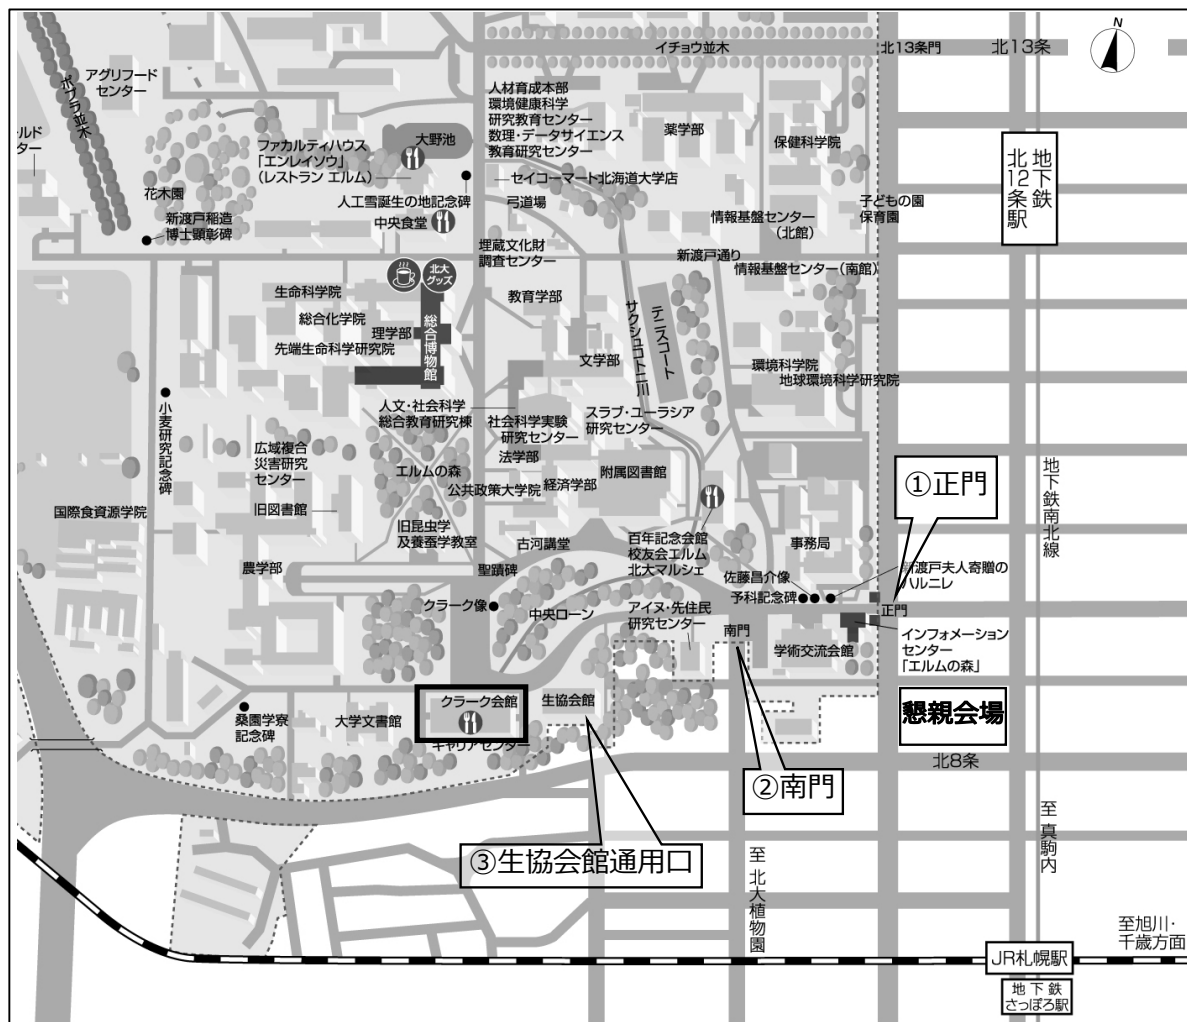 N
イチョウ並木
北13条門
北13条
アグリフード
センター
ポプラ並木
人材育成本部
環境健康科学
研究教育センター
数理・データサイエンス
教育研究センター
薬学部
保健科学院
地下鉄
北12条駅
大野池
ファカルティハウス
「エンレイソウ」
(レストラン エルム)
セイコーマート北海道大学店
人工雪誕生の地記念碑
弓道場
花木園
新渡戸稲造
博士顕彰碑
中央食堂
情報基盤センター
(北館)
子どもの園
保育園
埋蔵文化財
調査センター
新渡戸通り
情報基盤センター(南館)
北大
グッズ
生命科学院
教育学部
総合化学院
理学部
総合博物館
先端生命科学研究院
サクシュコトニ川
テニスコート
文学部
環境科学院
地球環境科学研究院
小麦研究記念碑
人文・社会科学
総合教育研究棟
社会科学実験
研究センター
スラブ・ユーラシア
研究センター
広域複合
災害研究
センター
法学部
エルムの森
附属図書館
公共政策大学院
経済学部
①正門
地下鉄南北線
国際食資源学院
旧図書館
旧昆虫学
及養蚕学教室
古河講堂
百年記念会館
校友会エルム
北大マルシェ
事務局
農学部
聖蹟碑
佐藤昌介像
新渡戸夫人寄贈の
ハルニレ
予科記念碑
クラーク像
中央ローン
アイヌ・先住民
研究センター
正門
南門
インフォメーション
センター
「エルムの森」
学術交流会館
桑園学寮
記念碑
大学文書館
クラーク会館
生協会館
キャリアセンター
懇親会場
北8条
②南門
③生協会館通用口
至 真駒内
至 北大植物園
至旭川・
千歳方面
JR札幌駅
地下鉄
さっぽろ駅